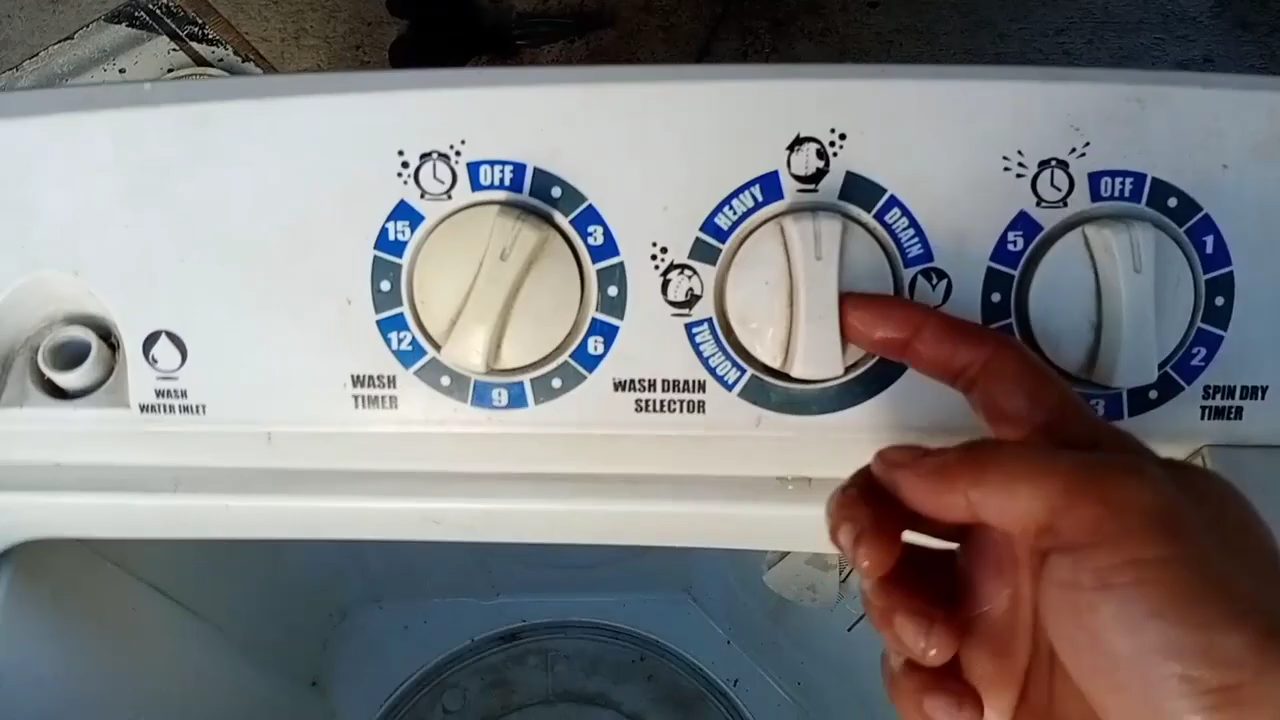 OFF
3
6
9
12
15
WASH
TIMER
WASH
WATER INLET
HEAVY
DRAIN
NORMAL
WASH DRAIN
SELECTOR
OFF
1
2
3
5
SPIN DRY
TIMER